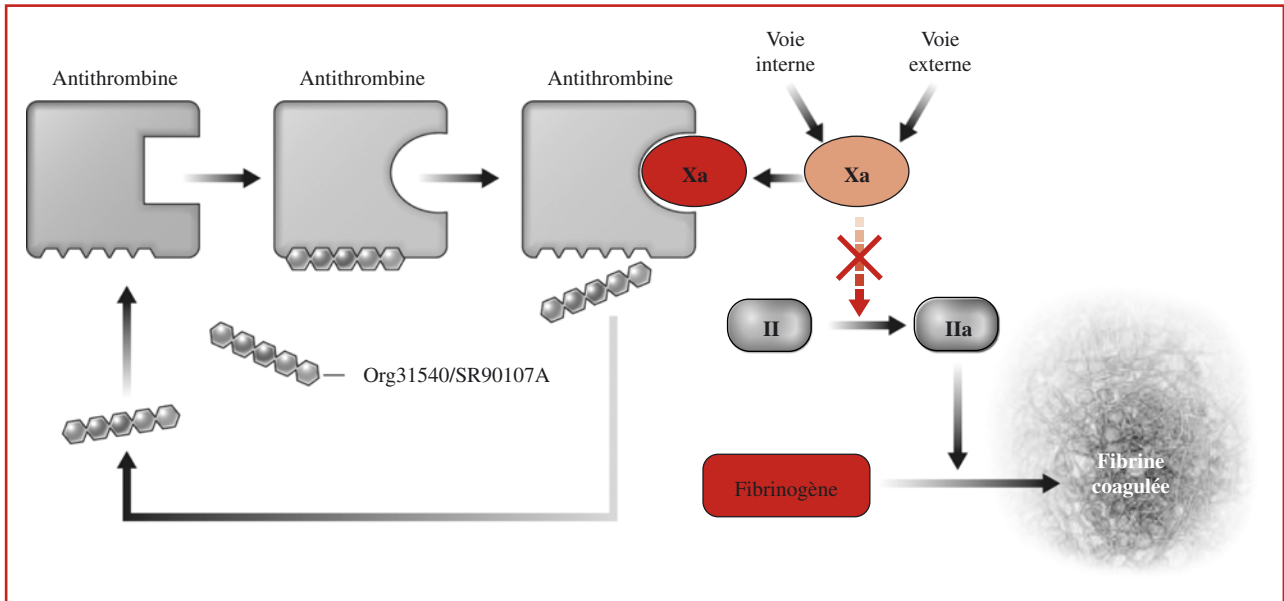 Voie
interne
Voie
externe
Antithrombine
Antithrombine
Antithrombine
Xa
Xa
II
IIa
Org31540/SR90107A
Fibrinogène
Fibrine
coagulée